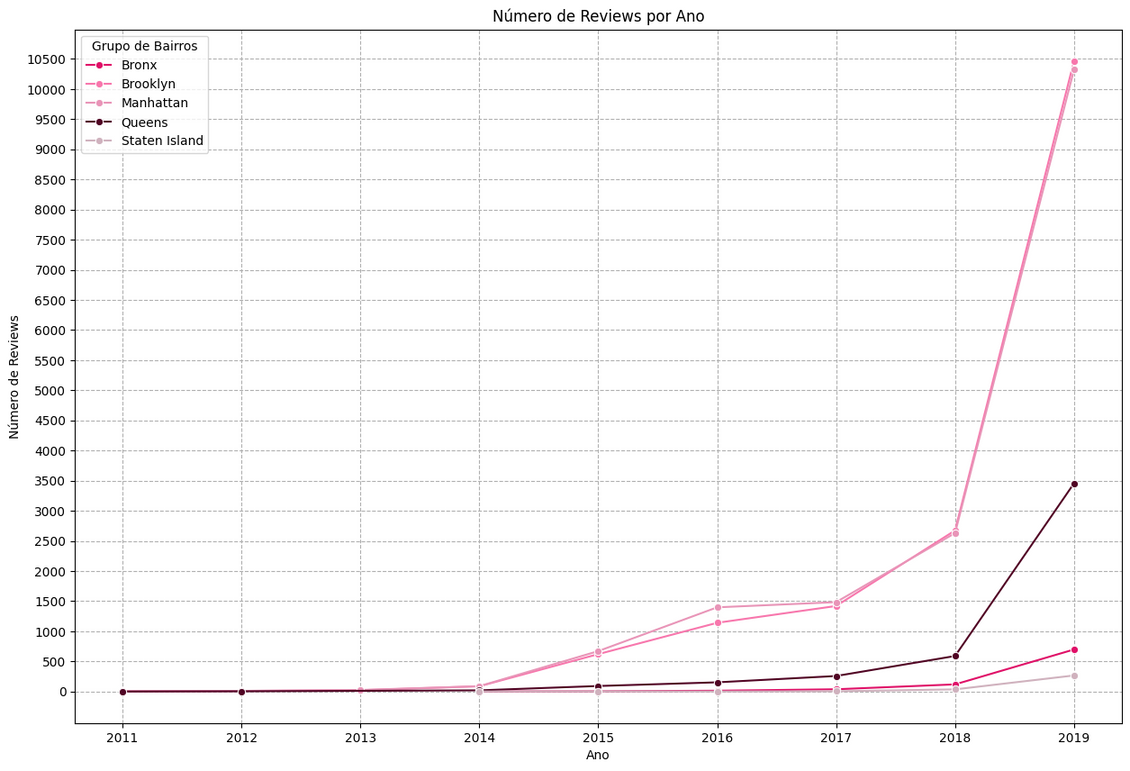 Número de Reviews por Ano
Grupo de Bairros
Bronx
Brooklyn
Manhattan
Queens
Staten Island
Número de Reviews
10500
10000
9500
9000
8500
8000
7500
7000
6500
6000
5500
5000
4500
4000
3500
3000
2500
2000
1500
1000
500
0
2011 2012 2013 2014 2015 2016 2017 2018 2019
Ano